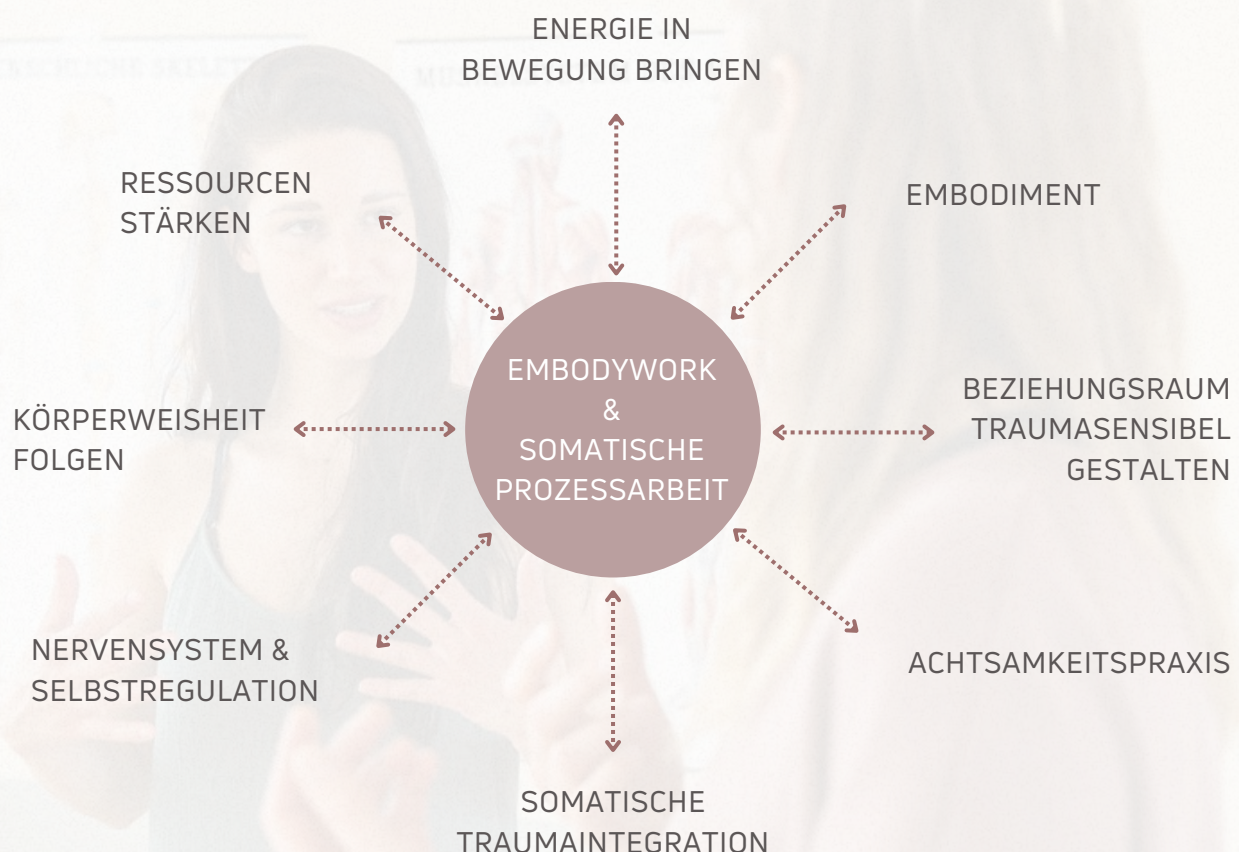 ENERGIE IN
BEWEGUNG BRINGEN
RESSOURCEN
STÄRKEN
EMBODIMENT
EMBODYWORK
&
SOMATISCHE
PROZESSARBEIT
KÖRPERWEISHEIT
FOLGEN
BEZIEHUNGSRAUM
TRAUMASENSIBEL
GESTALTEN
NERVENSYSTEM &
SELBSTREGULATION
ACHTSAMKEITSPRAXIS
SOMATISCHE
TRAUMAINTEGRATION